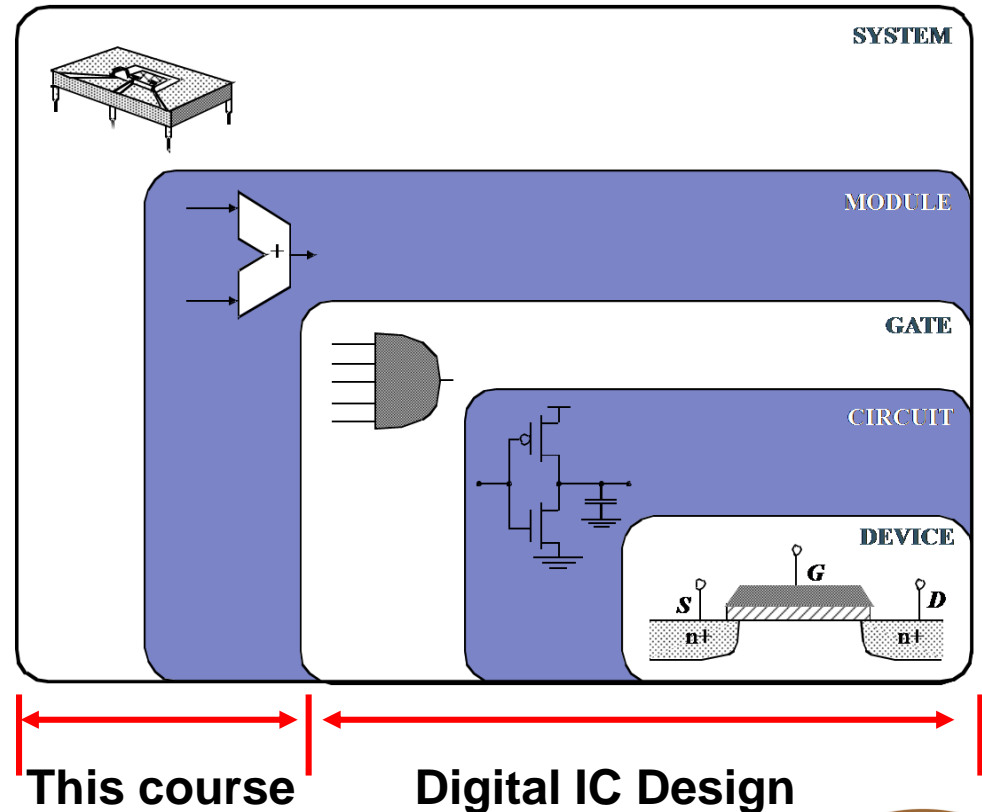 SYSTEM
MODULE
+
GATE
CIRCUIT
DEVICE
G
S
D
n+
n+
This course
Digital IC Design